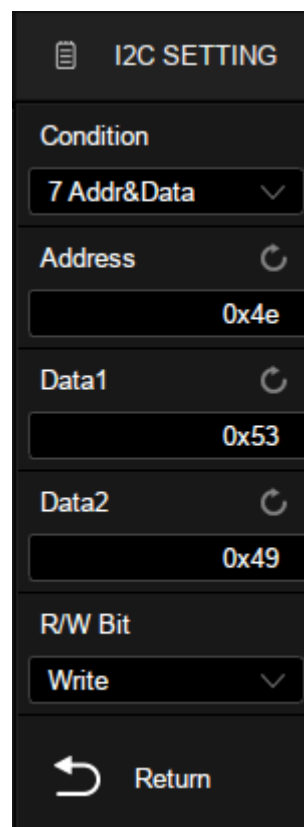 I2C SETTING
Condition
7 Addr&Data
Address
0x4e
Data1
0x53
Data2
0x49
R/W Bit
Write
Return